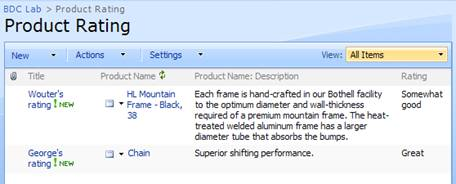 BDC Lab > Product Rating
Product Rating
New Actions Settings View: All Items
Title Product Name Product Name: Description Rating
Wouter's HL Mountain Each frame is hand-crafted in our Bothell facility Somewhat
rating ! NEW Frame - Black, to the optimum diameter and wall-thickness good
38 required of a premium mountain frame. The heat-
treated welded aluminum frame has a larger
diameter tube that absorbs the bumps.
George's Chain Superior shifting performance. Great
rating ! NEW